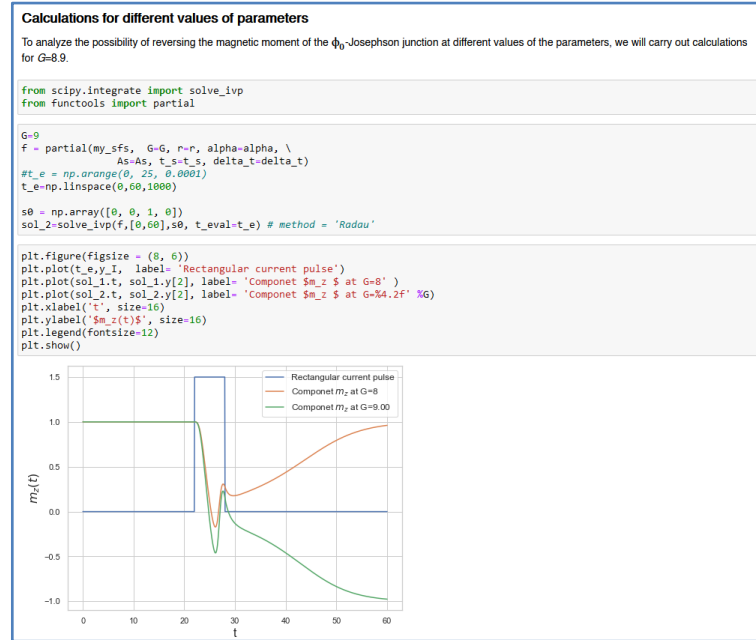 Calculations for different values of parameters
To analyze the possibility of reversing the magnetic moment of the ϕ₀-Josephson junction at different values of the parameters, we will carry out calculations
for G=8.9.
from scipy.integrate import solve_ivp
from functools import partial
G=9
f = partial(my_sfs, G=G, r=r, alpha=alpha, \
As=As, t_s=t_s, delta_t=delta_t)
#t_e = np.arange(0, 25, 0.0001)
t_e=np.linspace(0,60,1000)
s0 = np.array([0, 0, 1, 0])
sol_2=solve_ivp(f,[0,60],s0, t_eval=t_e) # method = 'Radau'
plt.figure(figsize = (8, 6))
plt.plot(t_e,y_I, label= 'Rectangular current pulse')
plt.plot(sol_1.t, sol_1.y[2], label= 'Componet $m_z $ at G=8' )
plt.plot(sol_2.t, sol_2.y[2], label= 'Componet $m_z $ at G=%4.2f' %G)
plt.xlabel('t', size=16)
plt.ylabel('$m_z(t)$', size=16)
plt.legend(fontsize=12)
plt.show()
Rectangular current pulse
Componet m_z at G=8
Componet m_z at G=9.00
1.5
1.0
0.5
0.0
−0.5
−1.0
m_z(t)
0 10 20 30 40 50 60
t